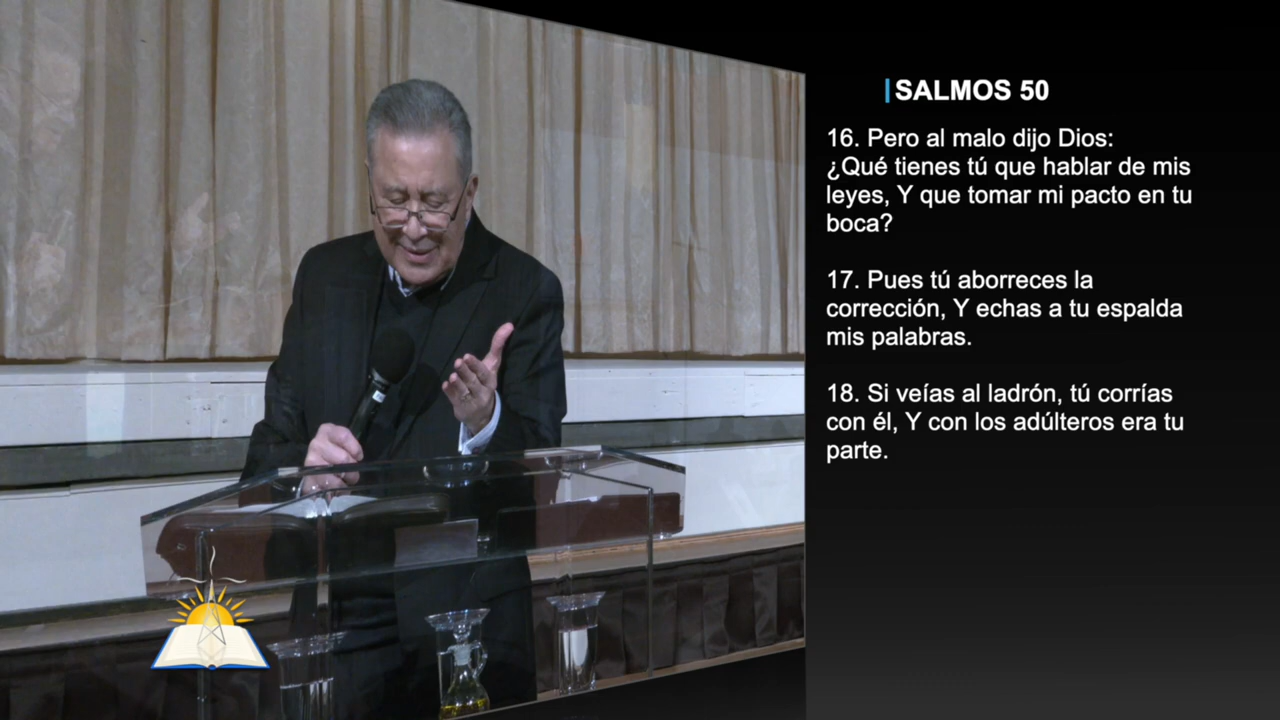 SALMOS 50
16. Pero al malo dijo Dios:
¿Qué tienes tú que hablar de mis
leyes, Y que tomar mi pacto en tu
boca?
17. Pues tú aborreces la
corrección, Y echas a tu espalda
mis palabras.
18. Si veías al ladrón, tú corrías
con él, Y con los adúlteros era tu
parte.